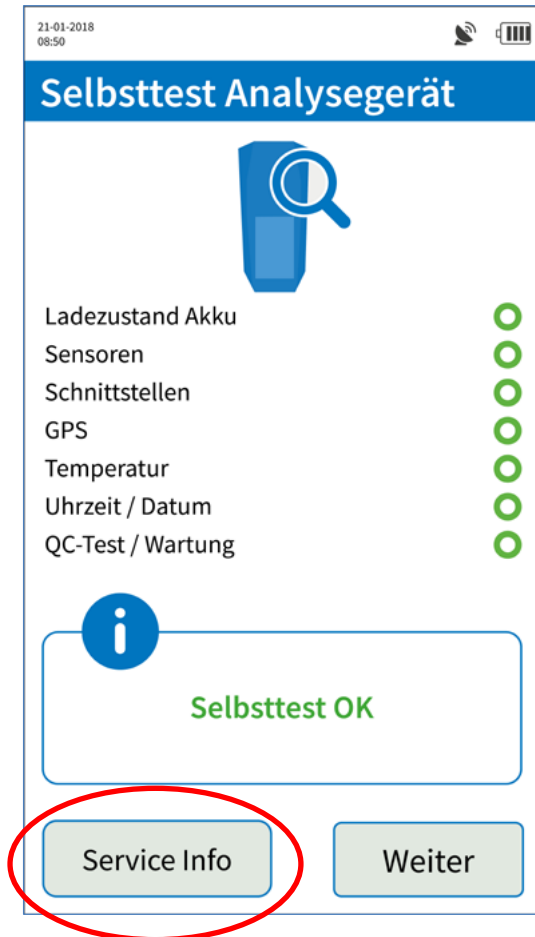 21-01-2018
08:50
Selbsttest Analysegerät
Ladezustand Akku
Sensoren
Schnittstellen
GPS
Temperatur
Uhrzeit / Datum
QC-Test / Wartung
i
Selbsttest OK
Service Info
Weiter